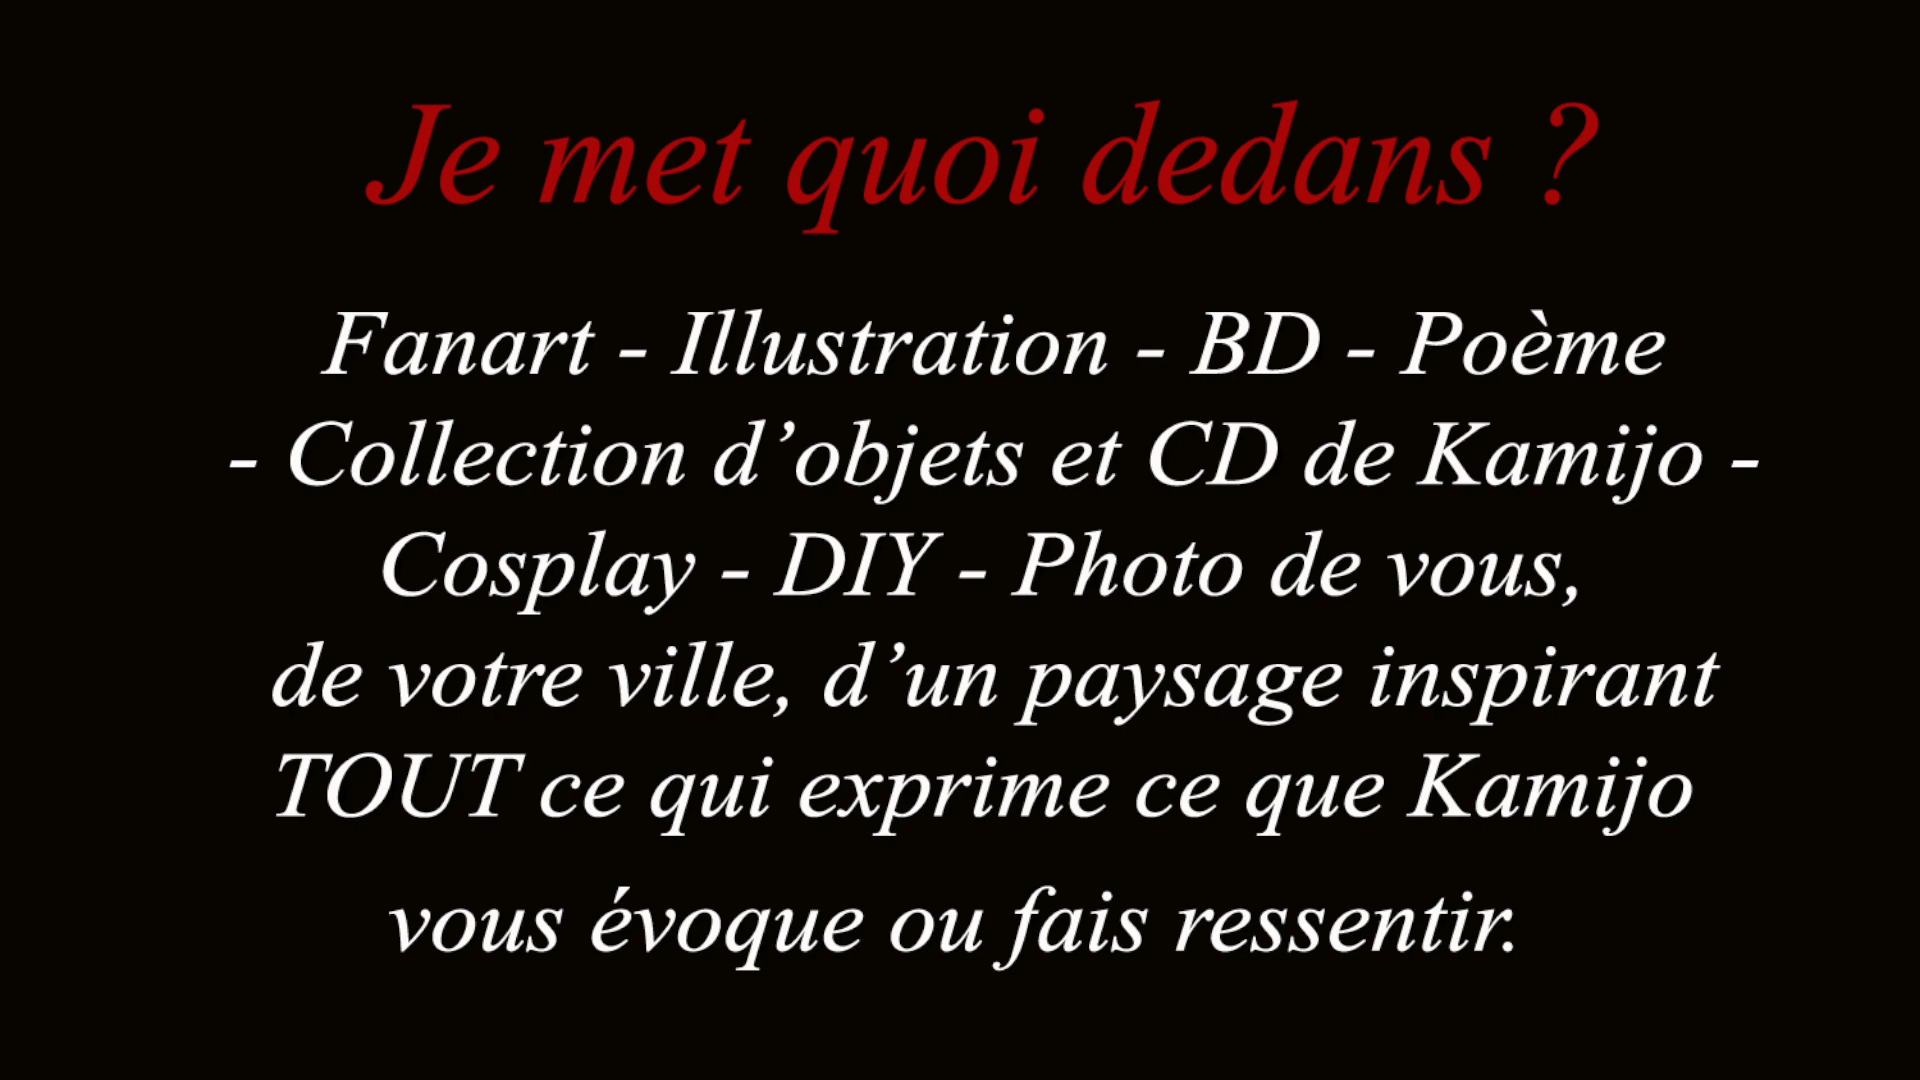 Je met quoi dedans ?
Fanart - Illustration - BD - Poème
- Collection d’objets et CD de Kamijo -
Cosplay - DIY - Photo de vous,
de votre ville, d’un paysage inspirant
TOUT ce qui exprime ce que Kamijo
vous évoque ou fais ressentir.